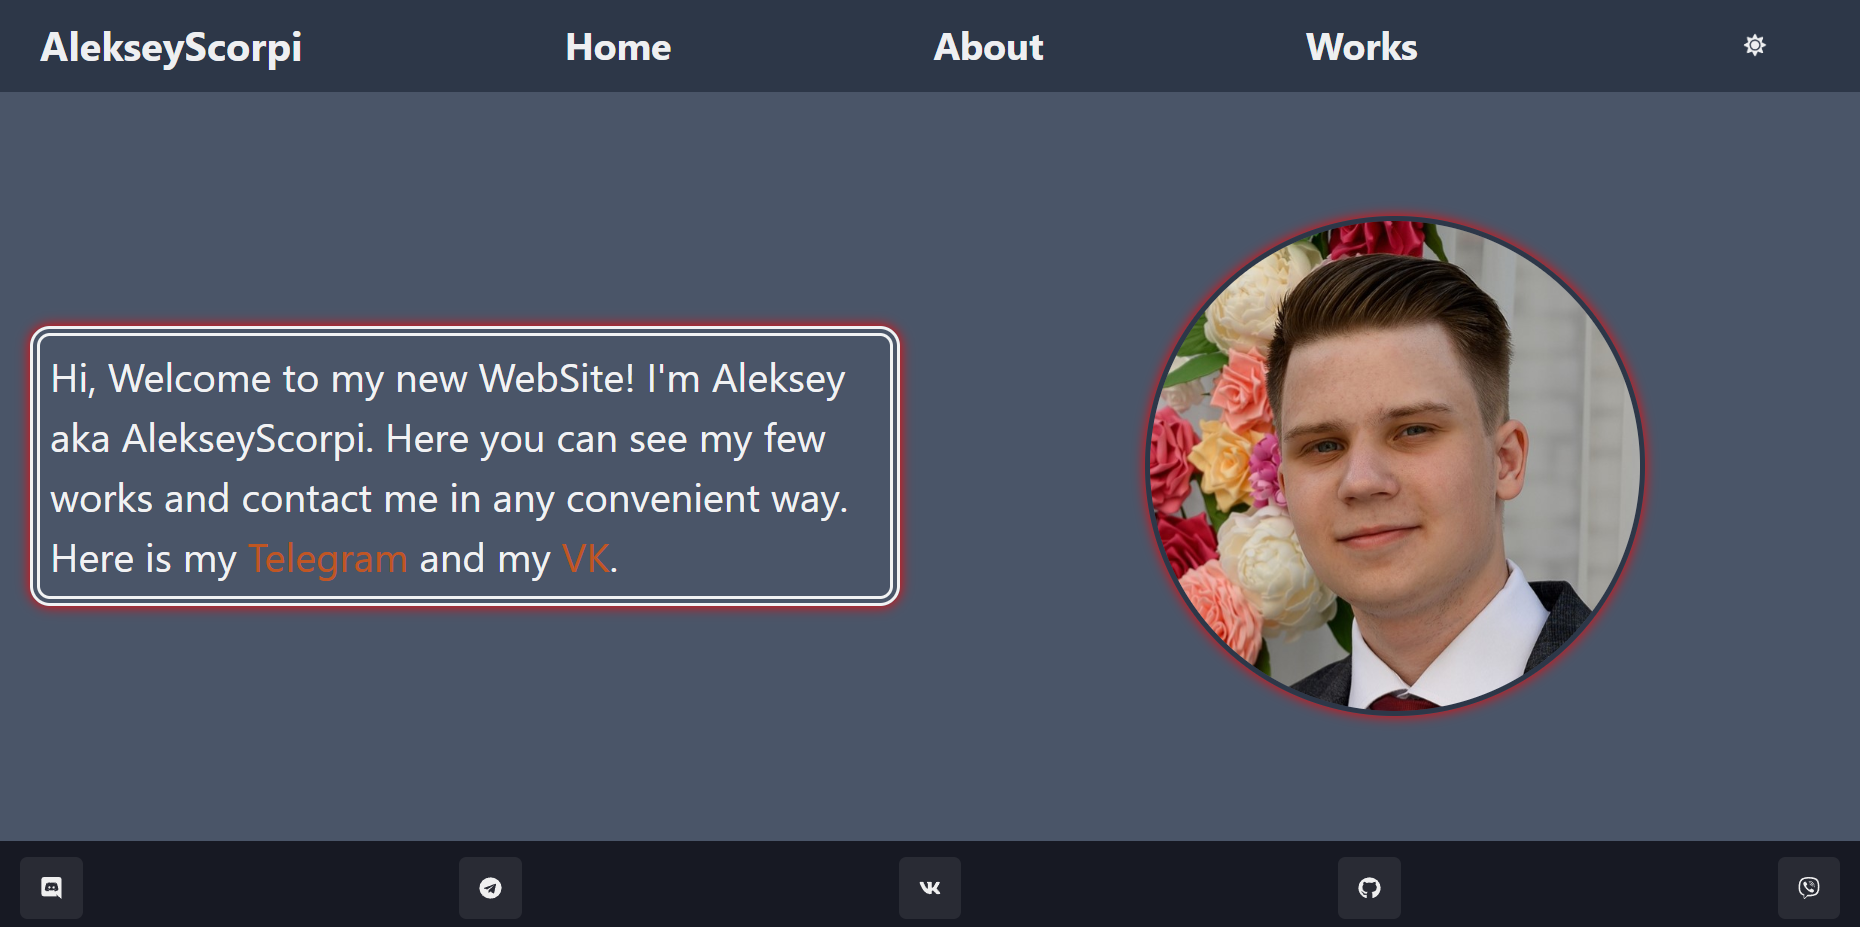 AlekseyScorpi
Home
About
Works
Hi, Welcome to my new WebSite! I'm Aleksey
aka AlekseyScorpi. Here you can see my few
works and contact me in any convenient way.
Here is my Telegram and my VK.